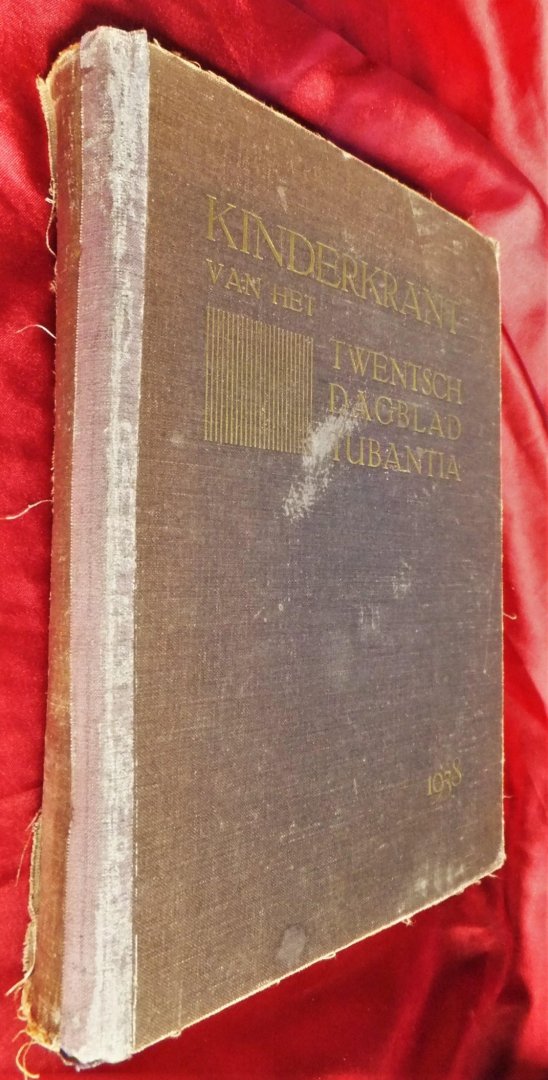 KINDERKRANT
VAN HET
TWENTSCH
DAGBLAD
TUBANTIA
1938